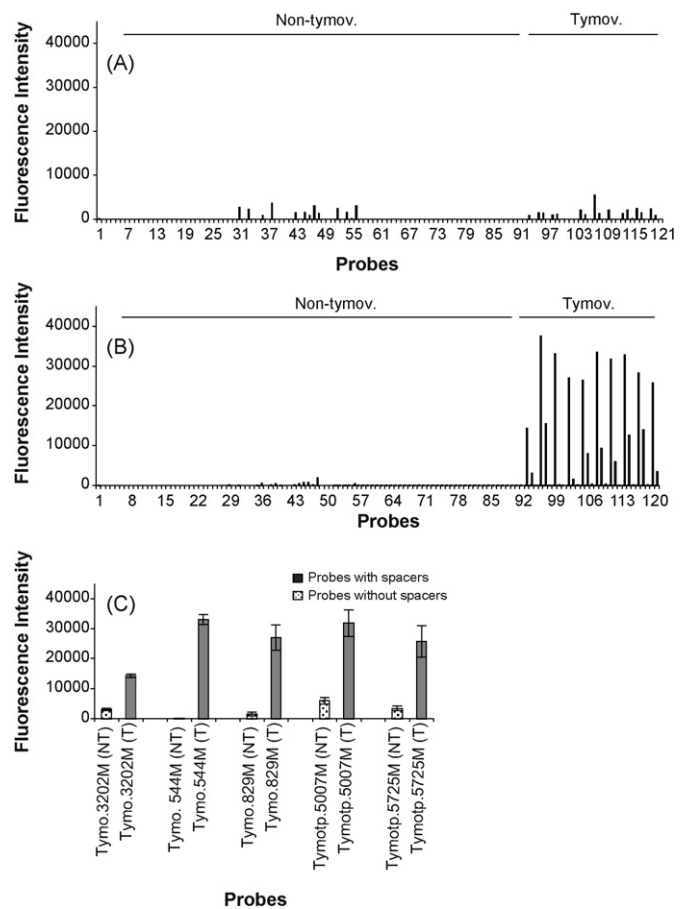 Non-tymov.
Tymov.
(A)
Fluorescence Intensity
40000
30000
20000
10000
0
1 7 13 19 25 31 37 43 49 55 61 67 73 79 85 91 97 103 109 115 121
Probes
Non-tymov.
Tymov.
(B)
Fluorescence Intensity
40000
30000
20000
10000
0
1 8 15 22 29 36 43 50 57 64 71 78 85 92 99 106 113 120
Probes
Probes with spacers
Probes without spacers
(C)
Fluorescence Intensity
40000
30000
20000
10000
0
Tymo.3202M (NT)
Tymo.3202M (T)
Tymo. 544M (NT)
Tymo.544M (T)
Tymo.829M (NT)
Tymo.829M (T)
Tymotp.5007M (NT)
Tymotp.5007M (T)
Tymotp.5725M (NT)
Tymotp.5725M (T)
Probes